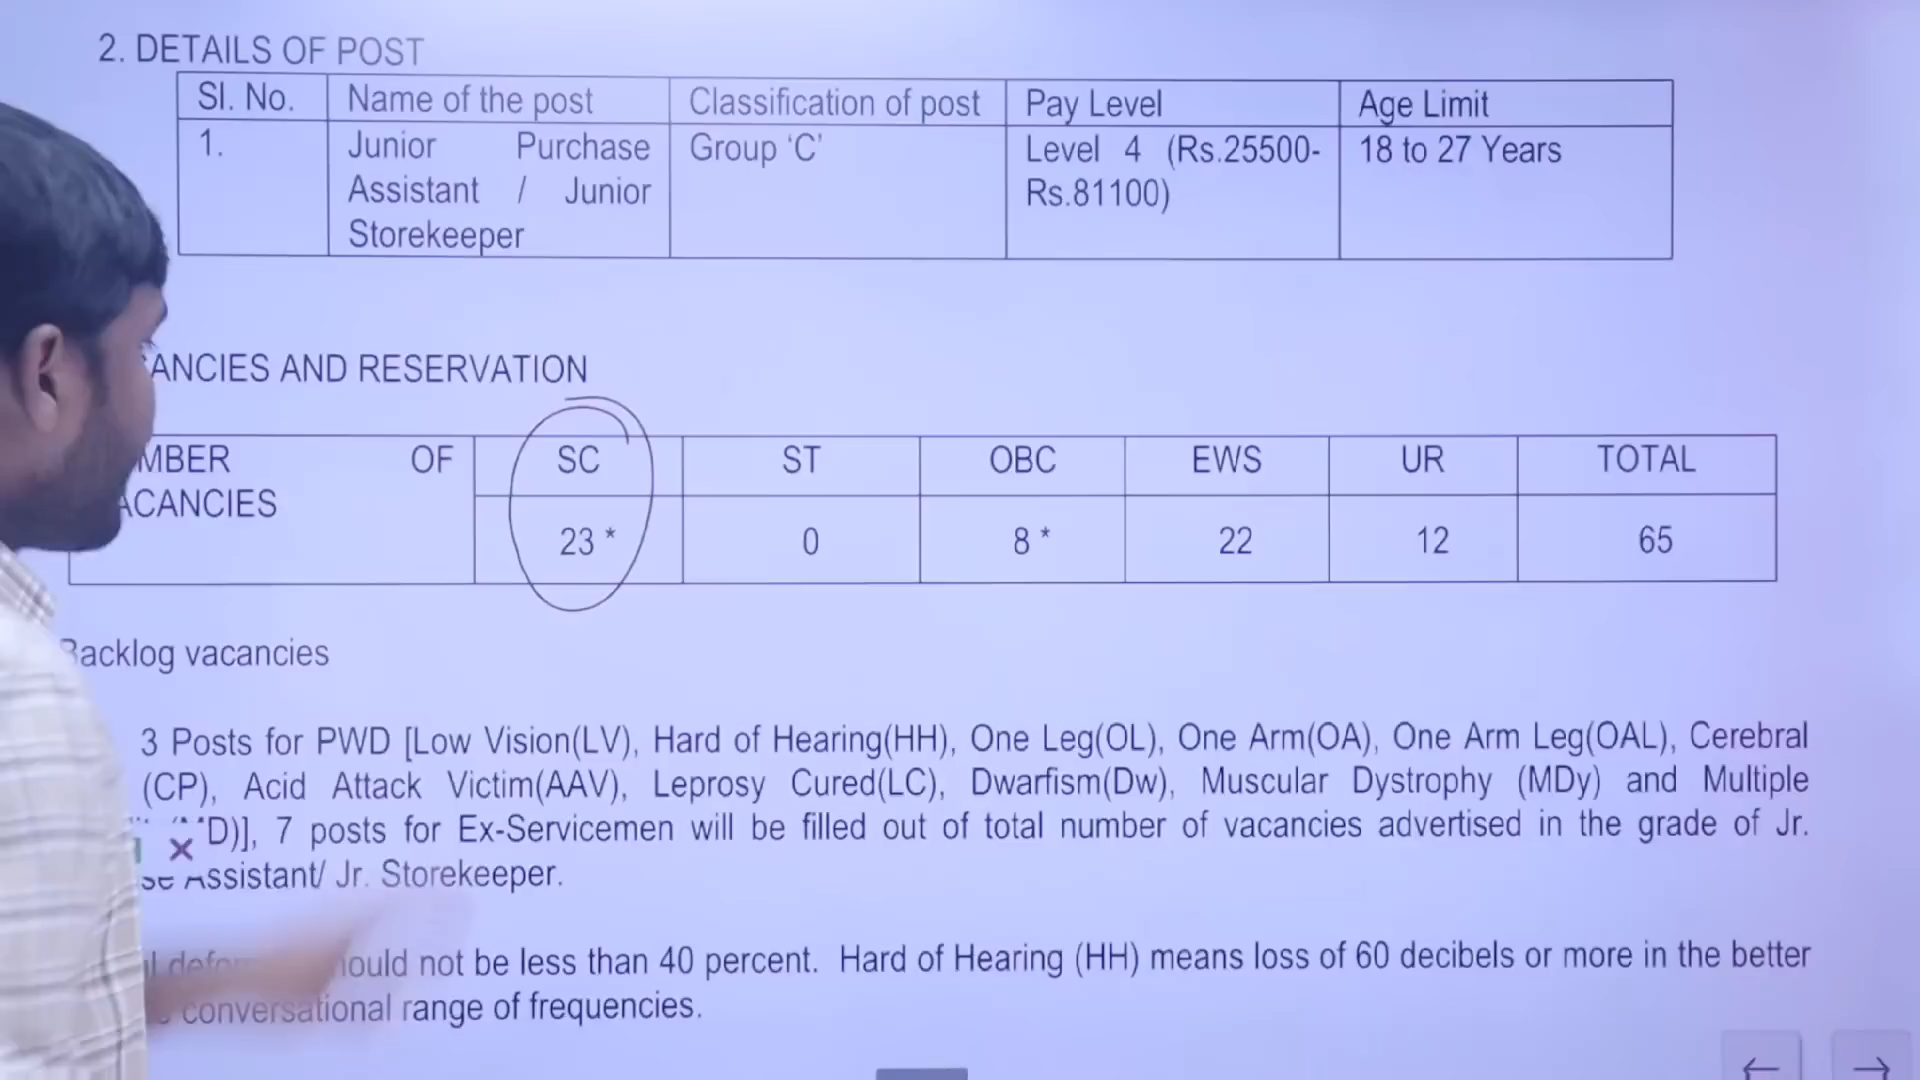 2. DETAILS OF POST
Sl. No. Name of the post Classification of post Pay Level Age Limit
1. Junior Purchase Group ‘C’ Level 4 (Rs.25500- 18 to 27 Years
Assistant / Junior Rs.81100)
Storekeeper
AND RESERVATION
OF SC ST OBC EWS UR TOTAL
23 * 0 8 * 22 12 65
vacancies
3 Posts for PWD [Low Vision(LV), Hard of Hearing(HH), One Leg(OL), One Arm(OA), One Arm Leg(OAL), Cerebral
(CP), Acid Attack Victim(AAV), Leprosy Cured(LC), Dwarfism(Dw), Muscular Dystrophy (MDy) and Multiple
7 posts for Ex-Servicemen will be filled out of total number of vacancies advertised in the grade of Jr.
Assistant/ Jr. Storekeeper.
not be less than 40 percent. Hard of Hearing (HH) means loss of 60 decibels or more in the better
conversational range of frequencies.